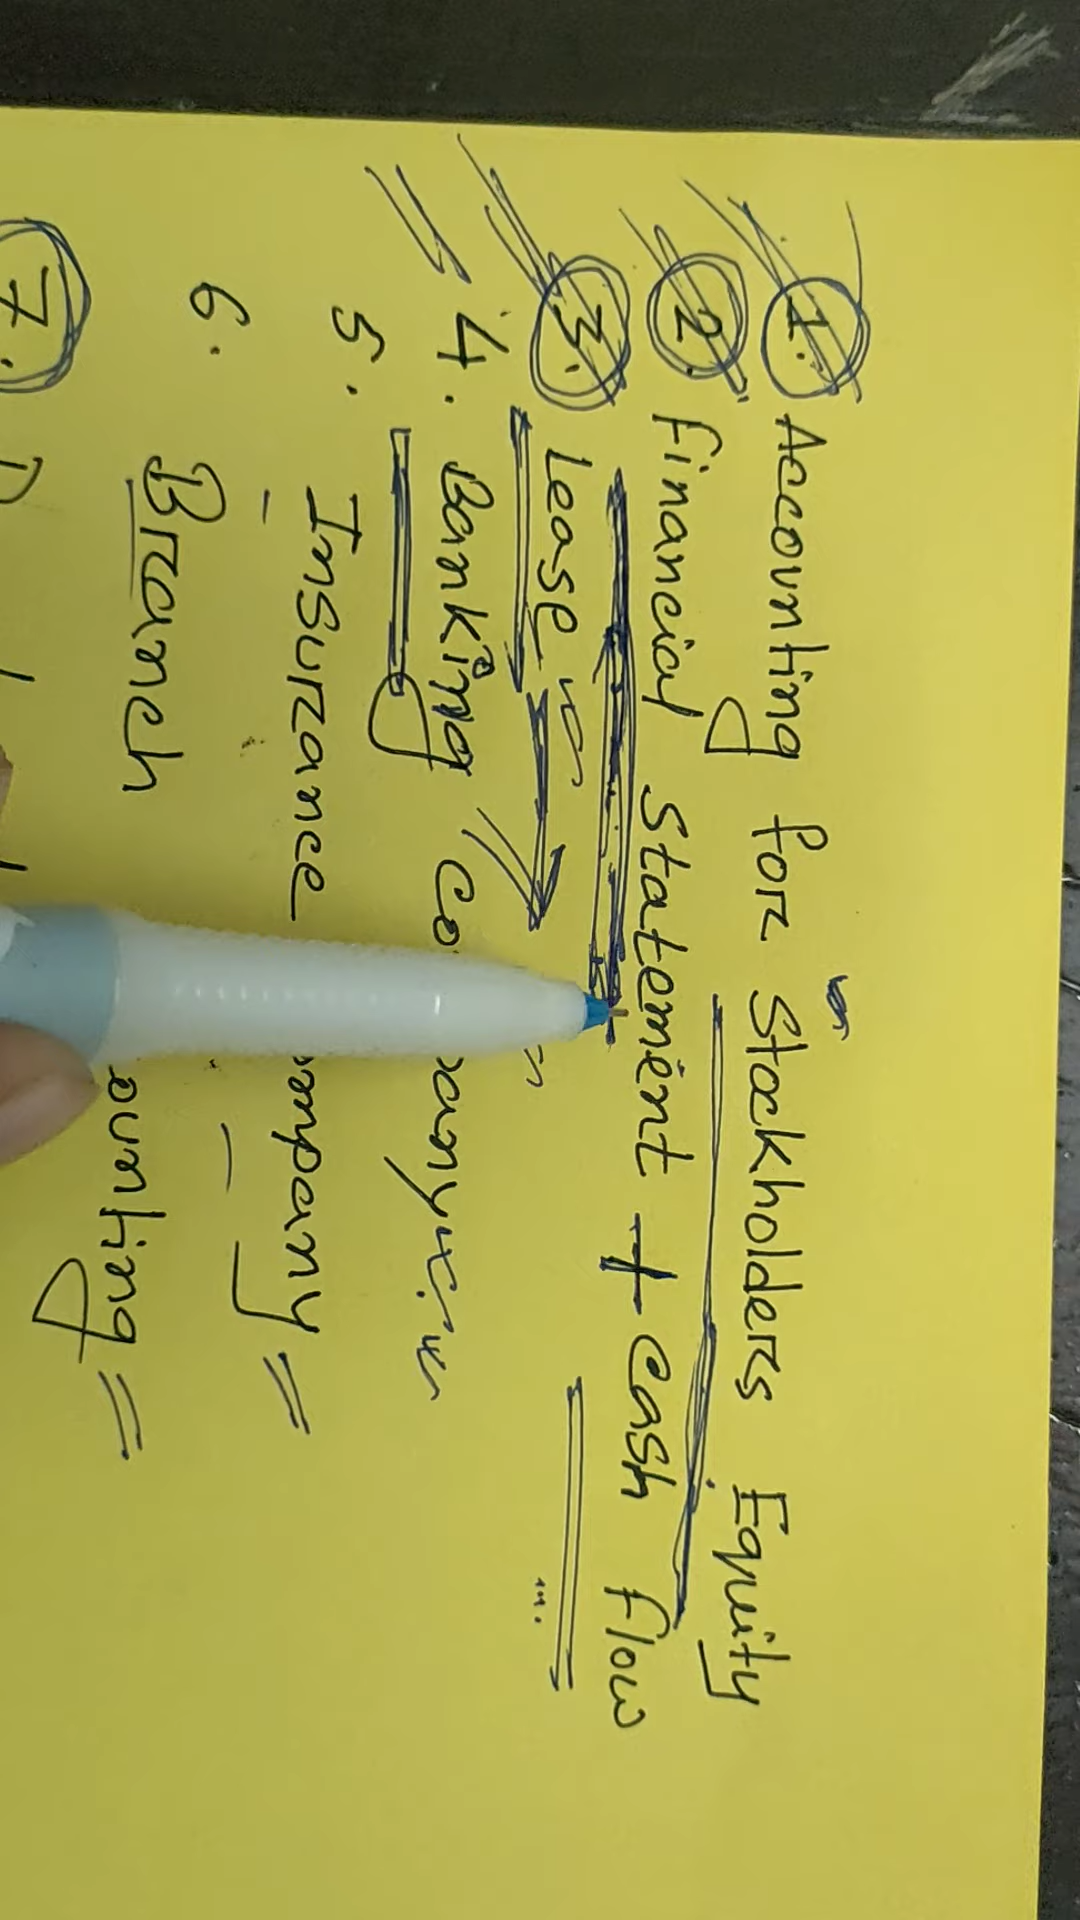 1. Accounting for Stockholders Equity
2. Financial Statement + Cash Flow
3. Lease
4. Banking
5. Insurance
6. Branch
7.